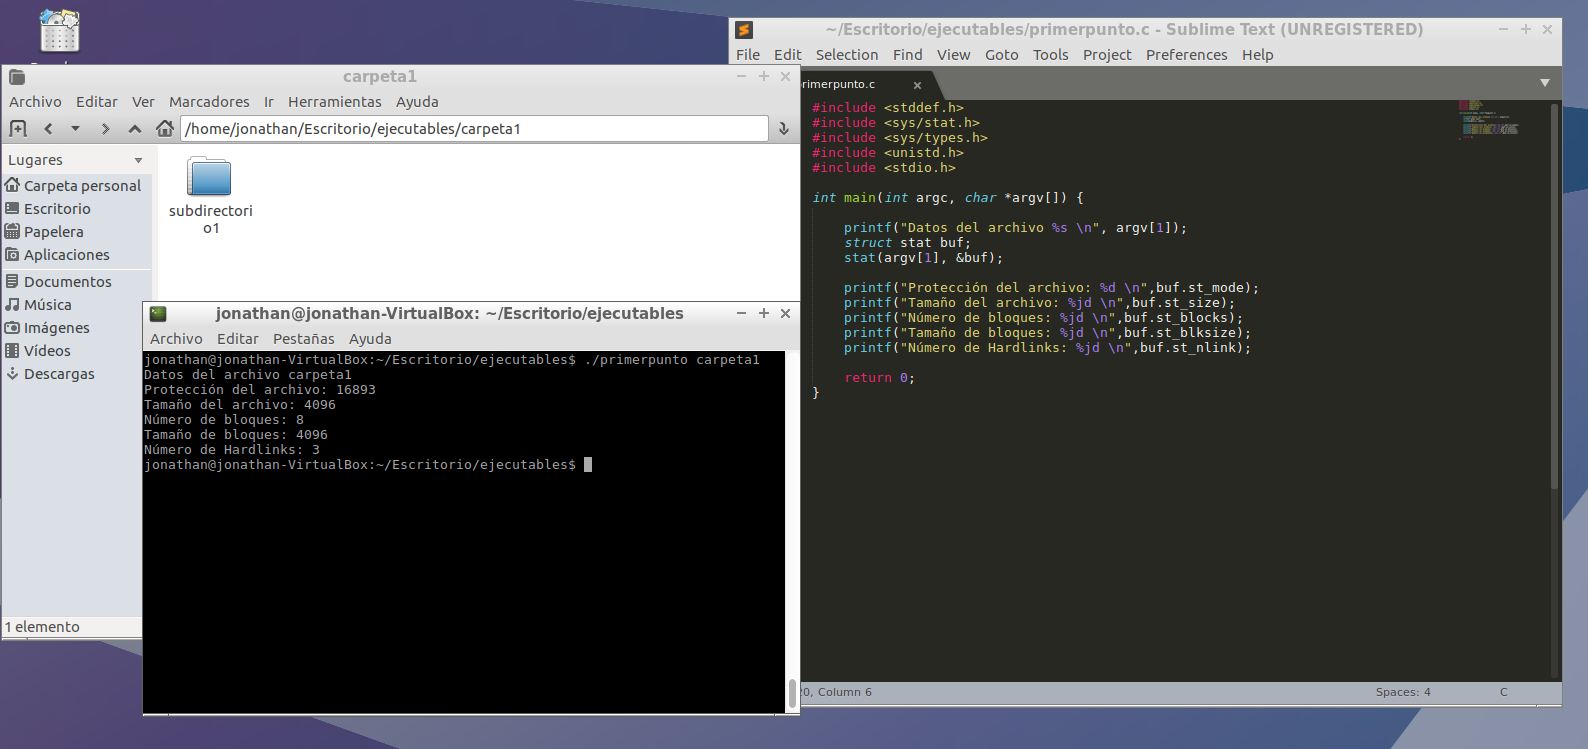 carpeta1
Archivo Editar Ver Marcadores Ir Herramientas Ayuda
/home/jonathan/Escritorio/ejecutables/carpeta1
Lugares
Carpeta personal
Escritorio
Papelera
Aplicaciones
Documentos
Música
Imágenes
Vídeos
Descargas
subdirectori
o1
1 elemento
jonathan@jonathan-VirtualBox: ~/Escritorio/ejecutables
Archivo Editar Pestañas Ayuda
jonathan@jonathan-VirtualBox:~/Escritorio/ejecutables$ ./primerpunto carpeta1
Datos del archivo carpeta1
Protección del archivo: 16893
Tamaño del archivo: 4096
Número de bloques: 8
Tamaño de bloques: 4096
Número de Hardlinks: 3
jonathan@jonathan-VirtualBox:~/Escritorio/ejecutables$
~/Escritorio/ejecutables/primerpunto.c - Sublime Text (UNREGISTERED)
File Edit Selection Find View Goto Tools Project Preferences Help
rimerpunto.c
#include <stddef.h>
#include <sys/stat.h>
#include <sys/types.h>
#include <unistd.h>
#include <stdio.h>
int main(int argc, char *argv[]) {
printf("Datos del archivo %s \n", argv[1]);
struct stat buf;
stat(argv[1], &buf);
printf("Protección del archivo: %d \n",buf.st_mode);
printf("Tamaño del archivo: %jd \n",buf.st_size);
printf("Número de bloques: %jd \n",buf.st_blocks);
printf("Tamaño de bloques: %jd \n",buf.st_blksize);
printf("Número de Hardlinks: %jd \n",buf.st_nlink);
return 0;
}
20, Column 6
Spaces: 4
C